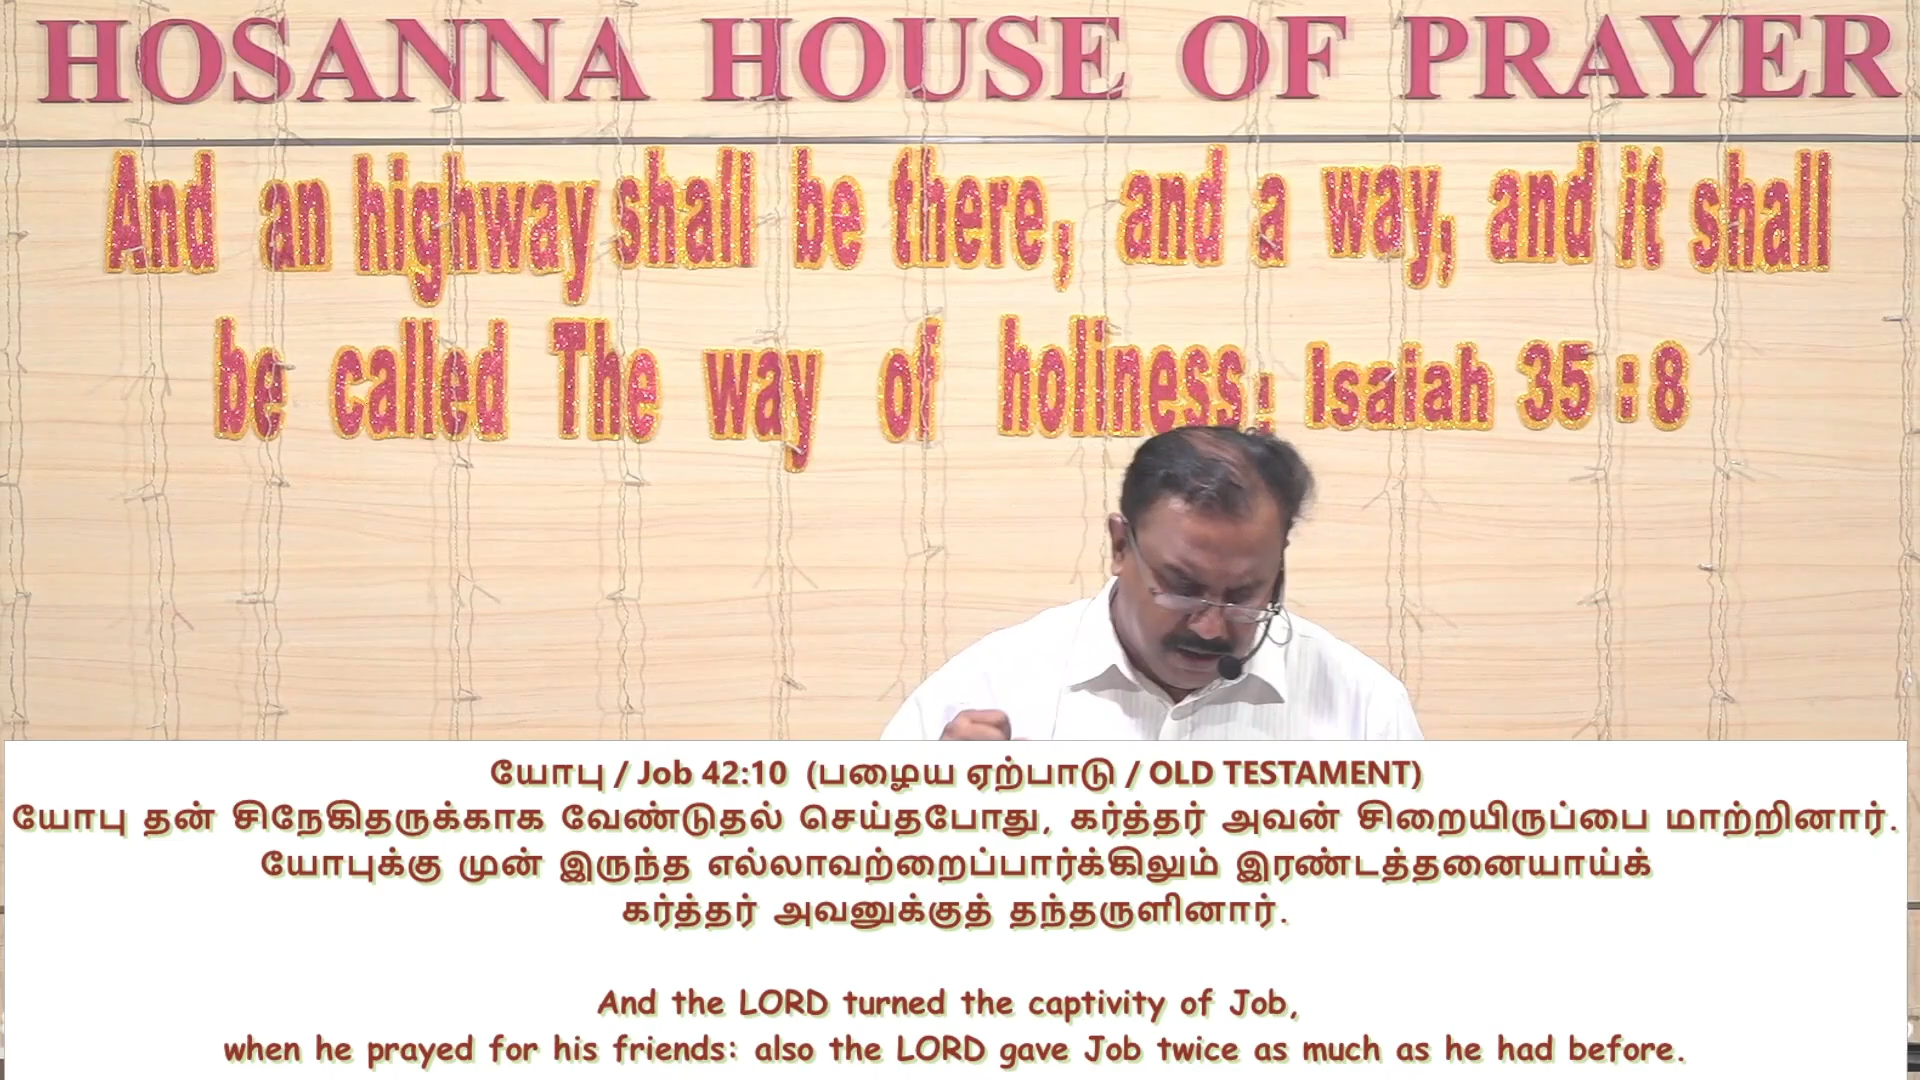 HOSANNA HOUSE OF PRAYER
And an highway shall be there, and a way, and it shall
be called The way of holiness; Isaiah 35 : 8
யோபு / Job 42:10 (பழைய ஏற்பாடு / OLD TESTAMENT)
யோபு தன் சிநேகிதருக்காக வேண்டுதல் செய்தபோது, கர்த்தர் அவன் சிறையிருப்பை மாற்றினார்.
யோபுக்கு முன் இருந்த எல்லாவற்றைப்பார்க்கிலும் இரண்டத்தனையாய்க்
கர்த்தர் அவனுக்குத் தந்தருளினார்.
And the LORD turned the captivity of Job,
when he prayed for his friends: also the LORD gave Job twice as much as he had before.